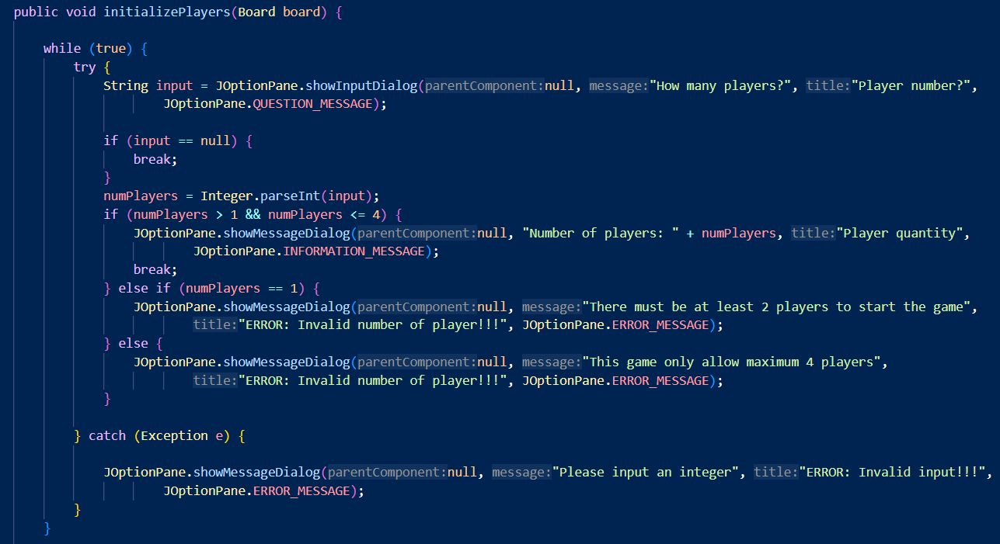 public void initializePlayers(Board board) {
while (true) {
try {
String input = JOptionPane.showInputDialog(parentComponent:null, message:"How many players?", title:"Player number?",
JOptionPane.QUESTION_MESSAGE);
if (input == null) {
break;
}
numPlayers = Integer.parseInt(input);
if (numPlayers > 1 && numPlayers <= 4) {
JOptionPane.showMessageDialog(parentComponent:null, "Number of players: " + numPlayers, title:"Player quantity",
JOptionPane.INFORMATION_MESSAGE);
break;
} else if (numPlayers == 1) {
JOptionPane.showMessageDialog(parentComponent:null, message:"There must be at least 2 players to start the game",
title:"ERROR: Invalid number of player!!!", JOptionPane.ERROR_MESSAGE);
} else {
JOptionPane.showMessageDialog(parentComponent:null, message:"This game only allow maximum 4 players",
title:"ERROR: Invalid number of player!!!", JOptionPane.ERROR_MESSAGE);
}
} catch (Exception e) {
JOptionPane.showMessageDialog(parentComponent:null, message:"Please input an integer", title:"ERROR: Invalid input!!!",
JOptionPane.ERROR_MESSAGE);
}
}